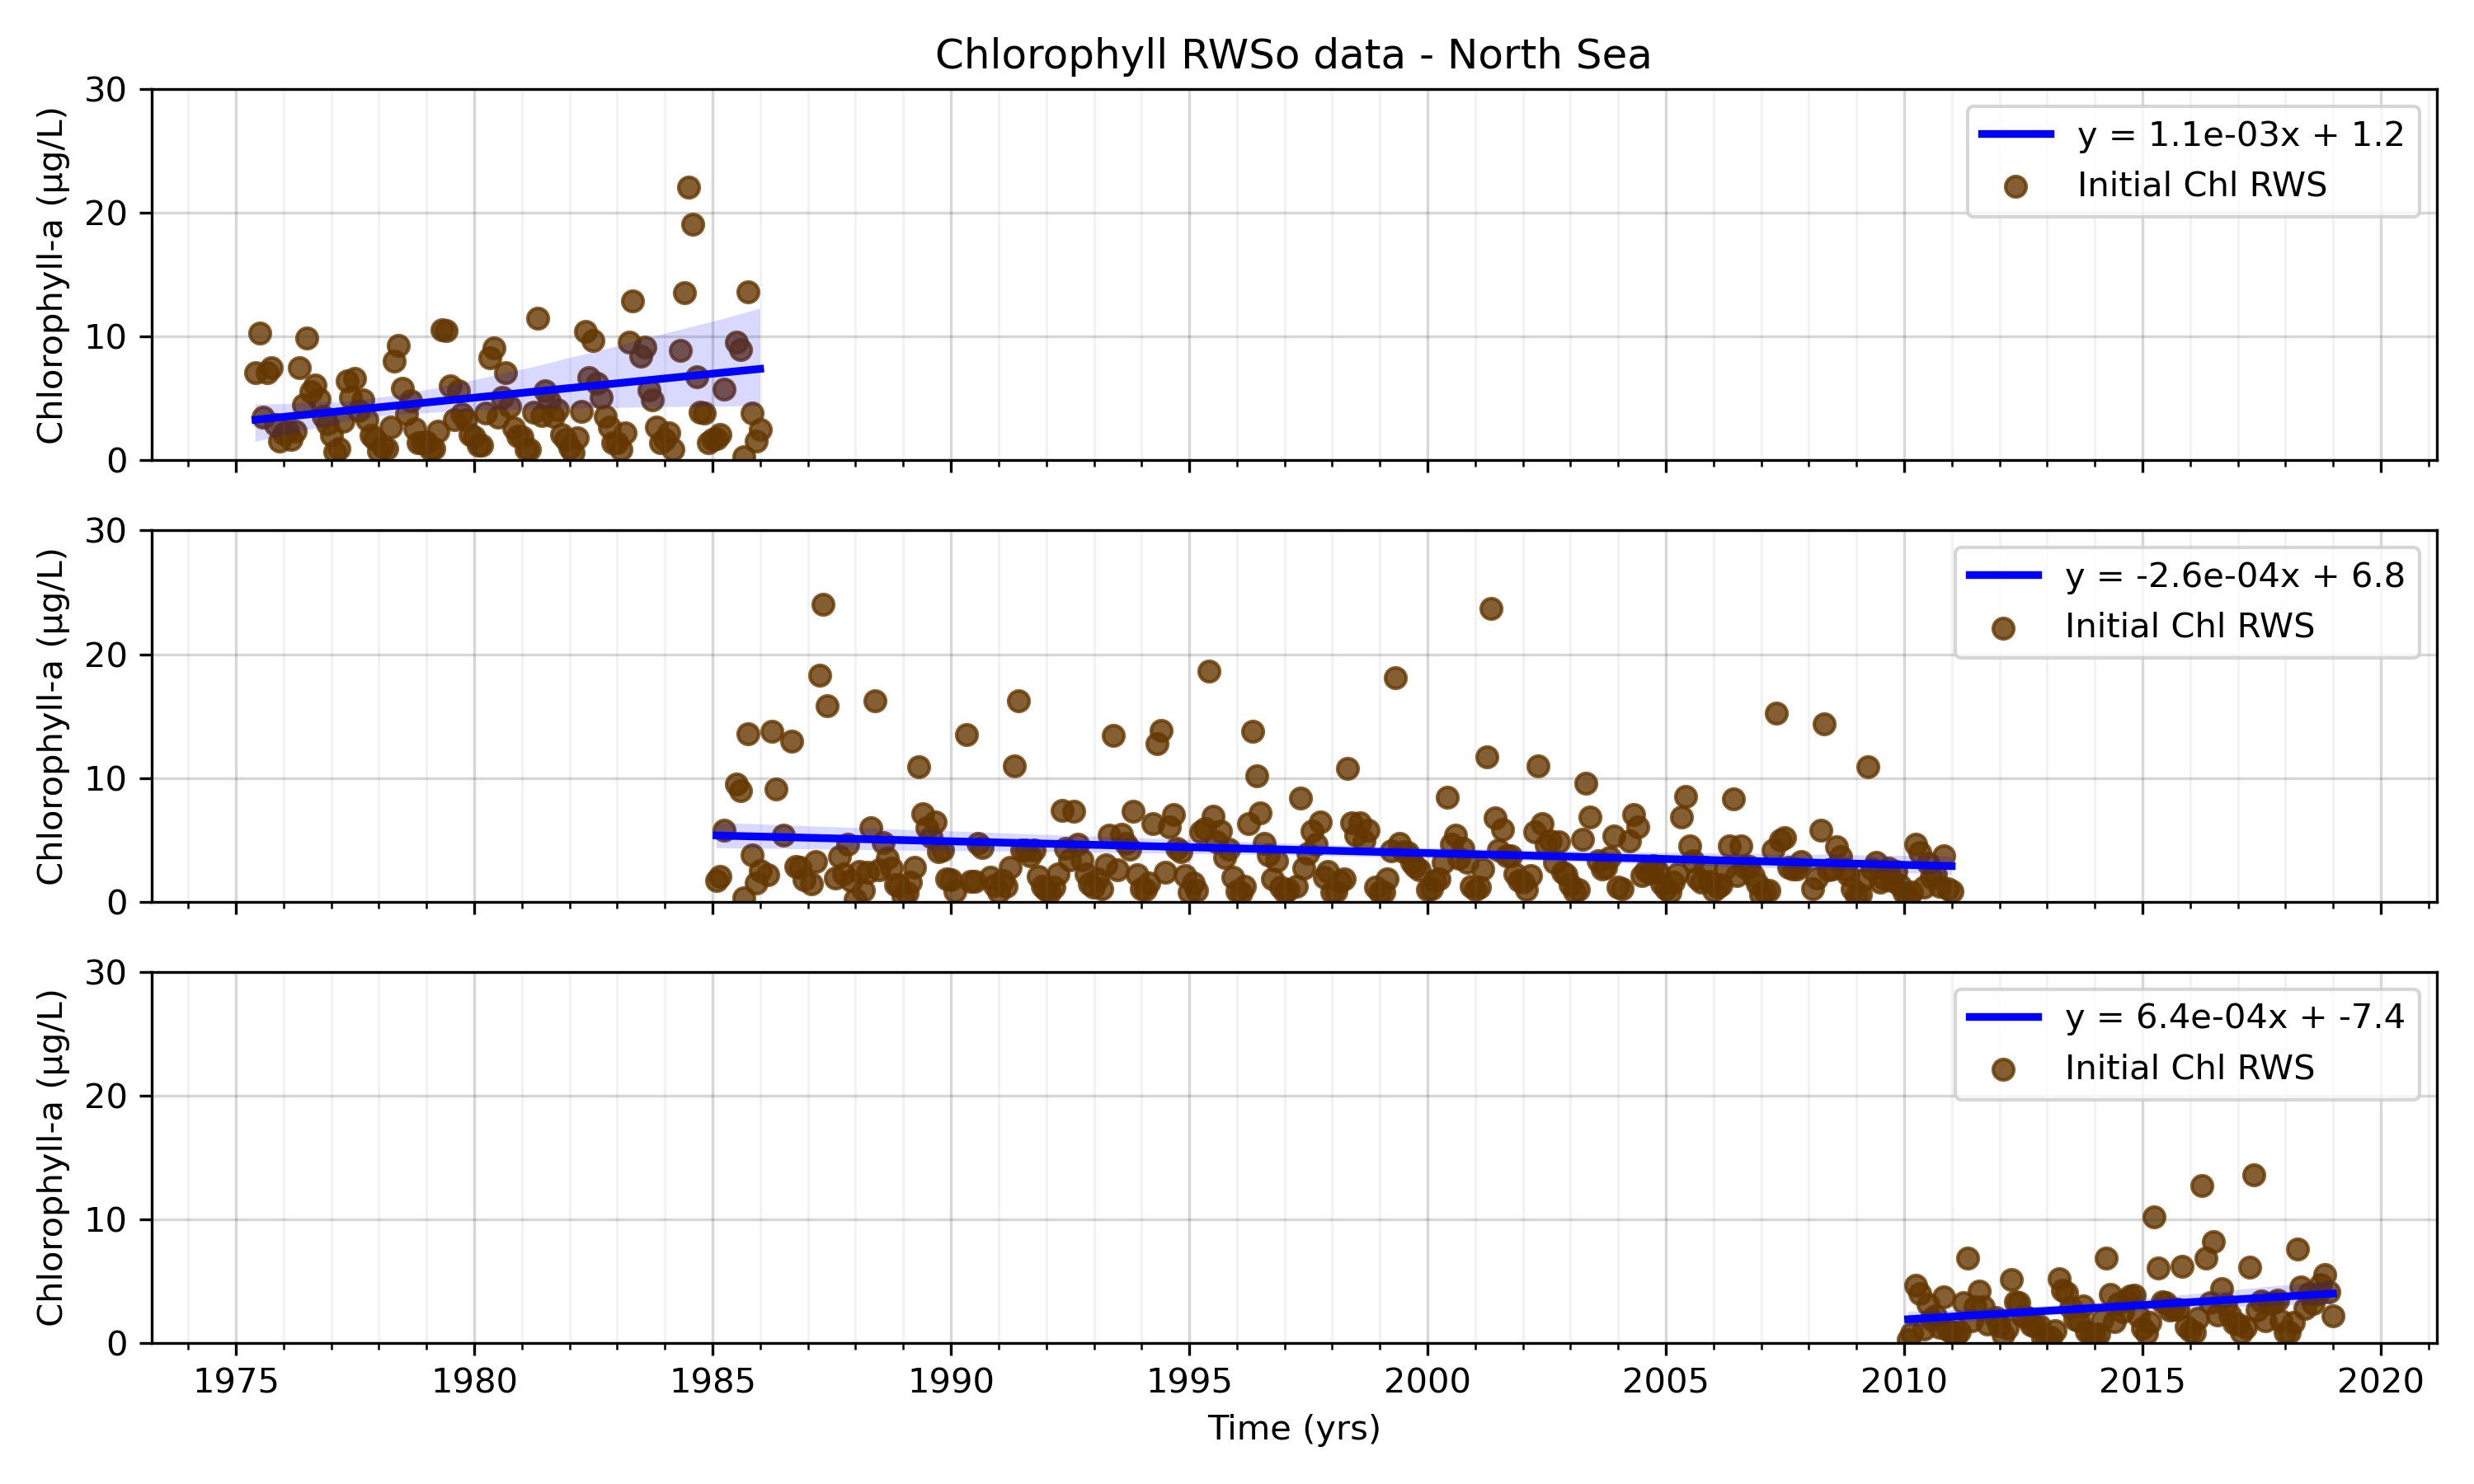 Chlorophyll RWSo data - North Sea
Chlorophyll-a (µg/L)
30
20
10
0
y = 1.1e-03x + 1.2
Initial Chl RWS
Chlorophyll-a (µg/L)
30
20
10
0
y = -2.6e-04x + 6.8
Initial Chl RWS
Chlorophyll-a (µg/L)
30
20
10
0
y = 6.4e-04x + -7.4
Initial Chl RWS
1975 1980 1985 1990 1995 2000 2005 2010 2015 2020
Time (yrs)